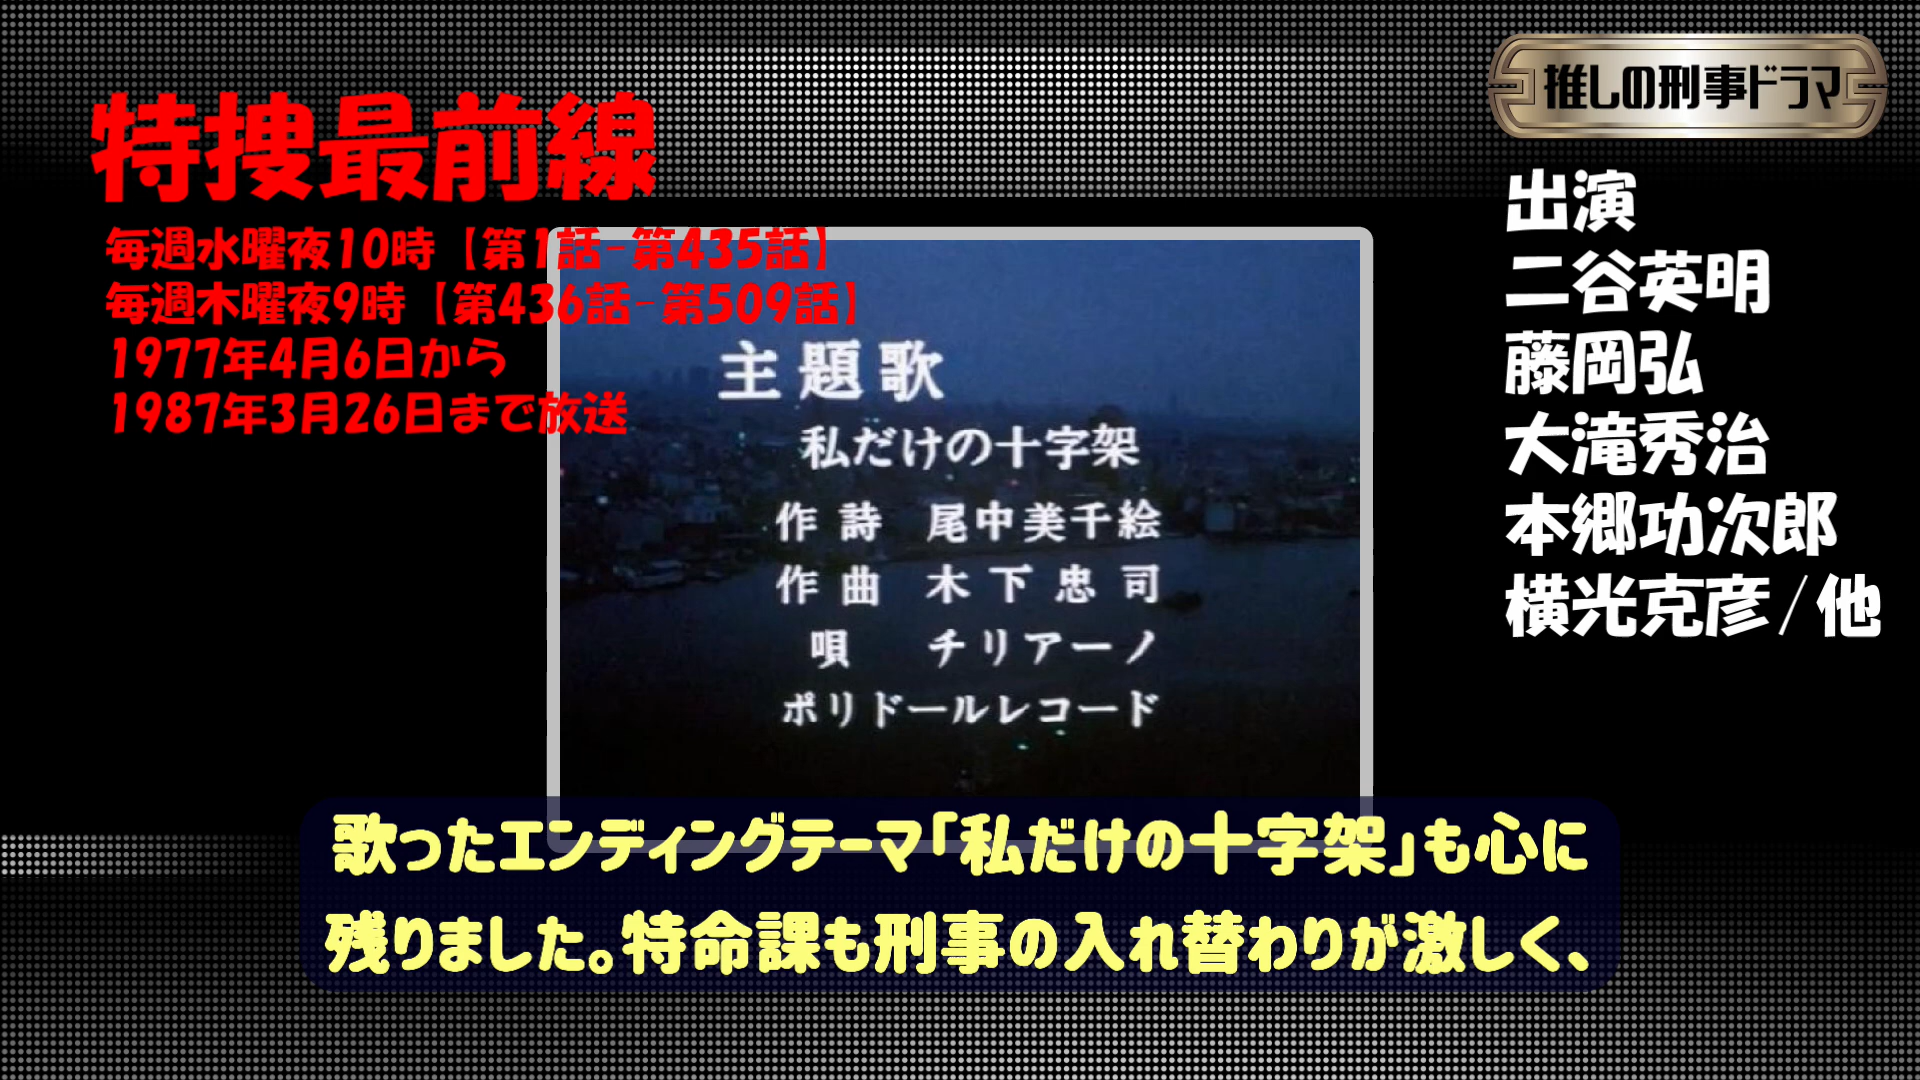 推しの刑事ドラマ
特捜最前線
毎週水曜夜10時【第1話-第435話】
毎週木曜夜9時【第436話-第509話】
1977年4月6日から
1987年3月26日まで放送
出演
二谷英明
藤岡弘
大滝秀治
本郷功次郎
横光克彦/他
主題歌
私だけの十字架
作詩 尾中美千絵
作曲 木下忠司
唄 チリアーノ
ポリドールレコード
歌ったエンディングテーマ「私だけの十字架」も心に
残りました。特命課も刑事の入れ替わりが激しく、